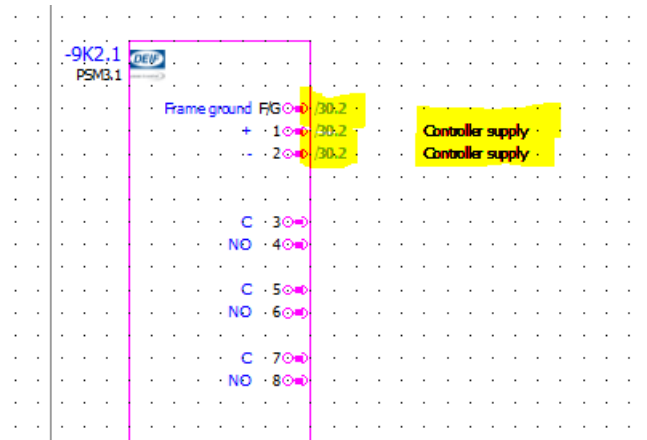 -9K2.1 DEIF
PSM3.1
Frame ground F/G /30.2
+ 1 /30.2 Controller supply
- 2 /30.2 Controller supply
C 3
NO 4
C 5
NO 6
C 7
NO 8